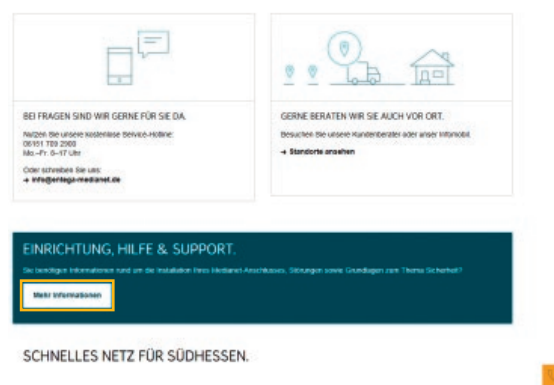 BEI FRAGEN SIND WIR GERNE FÜR SIE DA.
Nutzen Sie unsere kostenlose Service-Hotline:
06151 709 2900
Mo.–Fr. 8–17 Uhr
Oder schreiben Sie uns:
→ info@entega-medianet.de
GERNE BERATEN WIR SIE AUCH VOR ORT.
Besuchen Sie unsere Kundenberater oder unser Infomobil.
→ Standorte ansehen
EINRICHTUNG, HILFE & SUPPORT.
Sie benötigen Informationen rund um die Installation Ihres Medianet-Anschlusses, Störungen sowie Grundlagen zum Thema Sicherheit?
Mehr Informationen
SCHNELLES NETZ FÜR SÜDHESSEN.